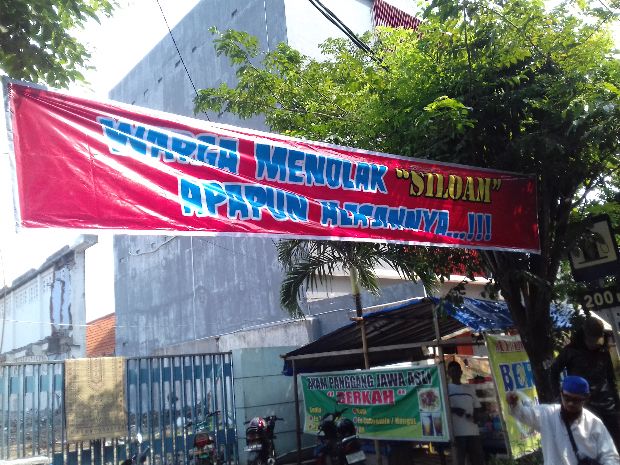 WARGA MENOLAK "SILOAM"
APAPUN ALASANNYA...!!!
AYAM PANGGANG JAWA ASLI
"BERKAH"
200